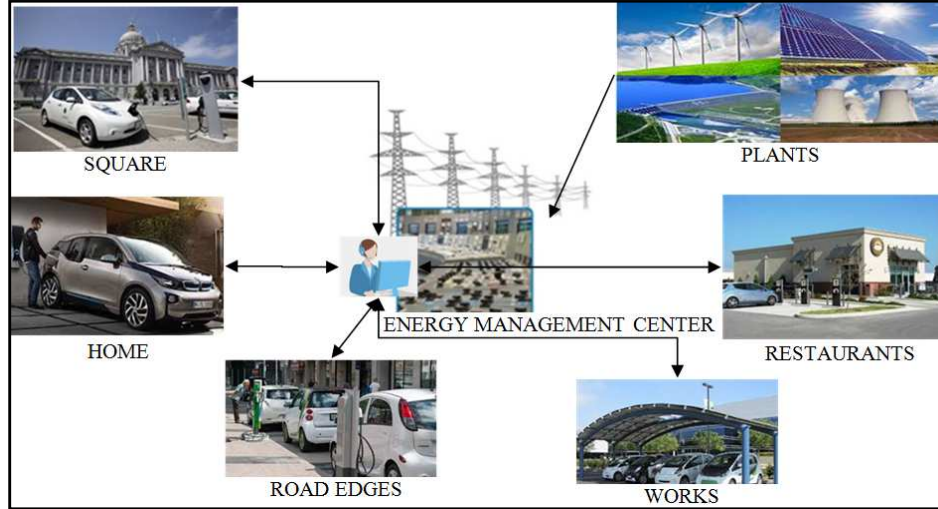 SQUARE
PLANTS
HOME
ENERGY MANAGEMENT CENTER
RESTAURANTS
ROAD EDGES
WORKS